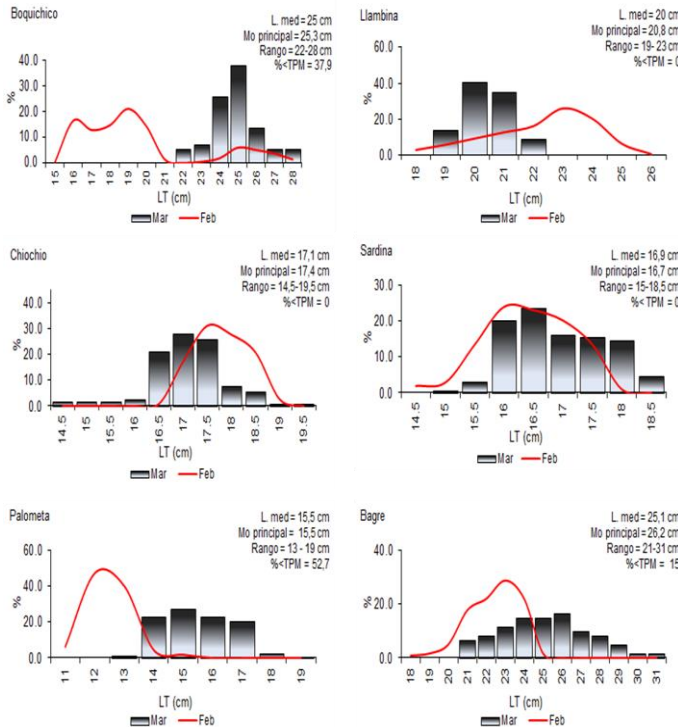 Boquichico
L. med = 25 cm
Mo principal = 25,3 cm
Rango = 22-28 cm
%<TPM = 37,9
%
40.0
30.0
20.0
10.0
0.0
15 16 17 18 19 20 21 22 23 24 25 26 27 28
LT (cm)
Mar Feb
Llambina
L. med = 20 cm
Mo principal = 20,8 cm
Rango = 19- 23 cm
%<TPM = 0
%
60.0
40.0
20.0
0.0
18 19 20 21 22 23 24 25 26
LT (cm)
Mar Feb
Chiochio
L. med = 17,1 cm
Mo principal = 17,4 cm
Rango = 14,5-19,5 cm
%<TPM = 0
%
40.0
30.0
20.0
10.0
0.0
14.5 15 15.5 16 16.5 17 17.5 18 18.5 19 19.5
LT (cm)
Mar Feb
Sardina
L. med = 16,9 cm
Mo principal = 16,7 cm
Rango = 15-18,5 cm
%<TPM = 0
%
30.0
20.0
10.0
0.0
14.5 15 15.5 16 16.5 17 17.5 18 18.5
LT (cm)
Mar Feb
Palometa
L. med = 15,5 cm
Mo principal = 15,5 cm
Rango = 13 - 19 cm
%<TPM = 52,7
%
60.0
40.0
20.0
0.0
11 12 13 14 15 16 17 18 19
LT (cm)
Mar Feb
Bagre
L. med = 25,1 cm
Mo principal = 26,2 cm
Rango = 21-31 cm
%<TPM = 15
%
40.0
20.0
0.0
18 19 20 21 22 23 24 25 26 27 28 29 30 31
LT (cm)
Mar Feb